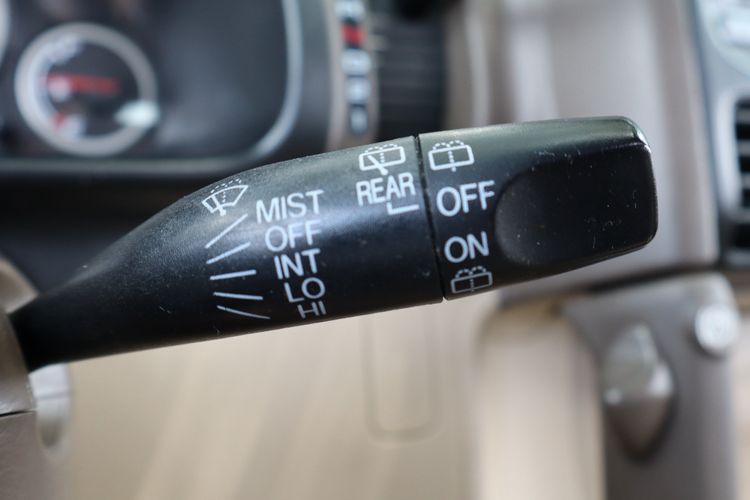 MIST
OFF
INT
LO
HI
REAR
OFF
ON